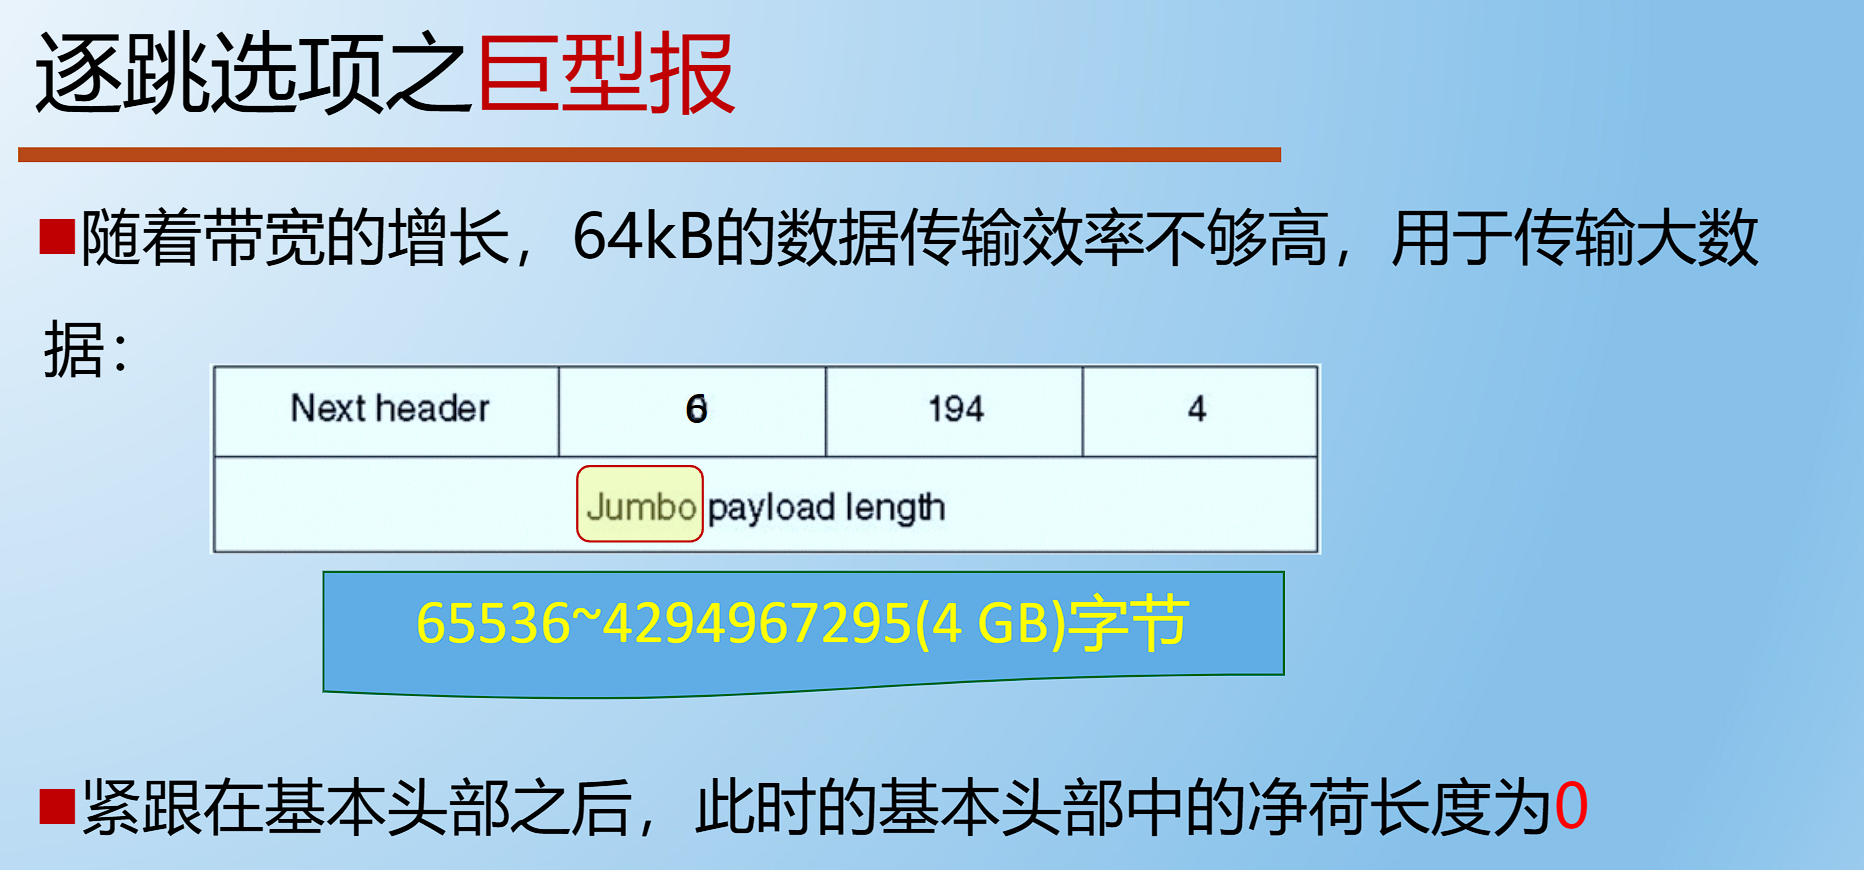 逐跳选项之巨型报
随着带宽的增长，64kB的数据传输效率不够高，用于传输大数
据：
Next header 194 4
Jumbo payload length
65536~4294967295(4 GB)字节
紧跟在基本头部之后，此时的基本头部中的净荷长度为0